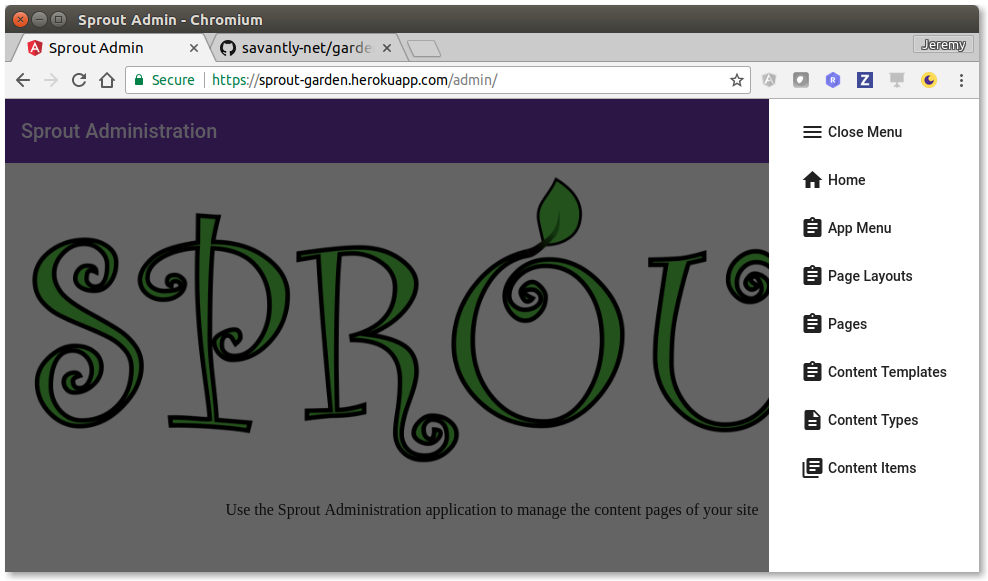 Sprout Admin - Chromium
Sprout Admin
savantly-net/garde
Jeremy
Secure
https://sprout-garden.herokuapp.com/admin/
R
Z
Sprout Administration
SPROU
Use the Sprout Administration application to manage the content pages of your site
Close Menu
Home
App Menu
Page Layouts
Pages
Content Templates
Content Types
Content Items